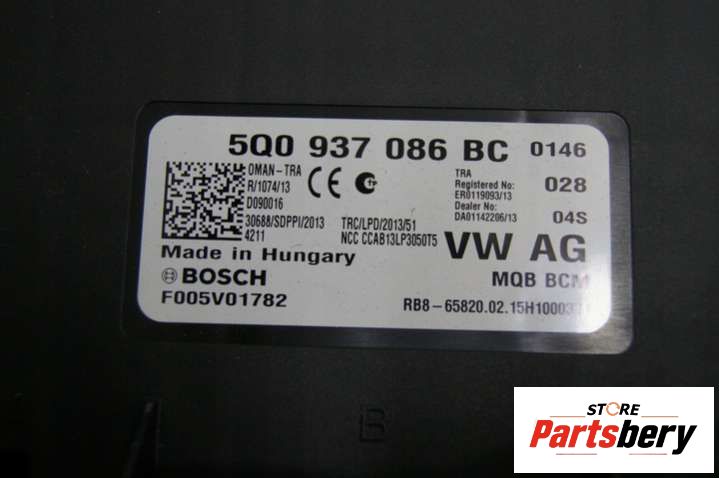 5Q0 937 086 BC 0146
OMAN-TRA
R/1074/13
D090016
TRA
Registered No:
ER0119093/13
Dealer No:
DA01142206/13
028
04S
30688/SDPPI/2013
4211
TRC/LPD/2013/51
NCC CCAB13LP3050T5
Made in Hungary
VW AG
BOSCH
MQB BCM
F005V01782
B
STORE
Partsbery